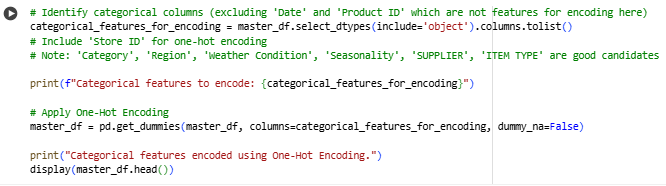 # Identify categorical columns (excluding 'Date' and 'Product ID' which are not features for encoding here)
categorical_features_for_encoding = master_df.select_dtypes(include='object').columns.tolist()
# Include 'Store ID' for one-hot encoding
# Note: 'Category', 'Region', 'Weather Condition', 'Seasonality', 'SUPPLIER', 'ITEM TYPE' are good candidates
print(f"Categorical features to encode: {categorical_features_for_encoding}")
# Apply One-Hot Encoding
master_df = pd.get_dummies(master_df, columns=categorical_features_for_encoding, dummy_na=False)
print("Categorical features encoded using One-Hot Encoding.")
display(master_df.head())